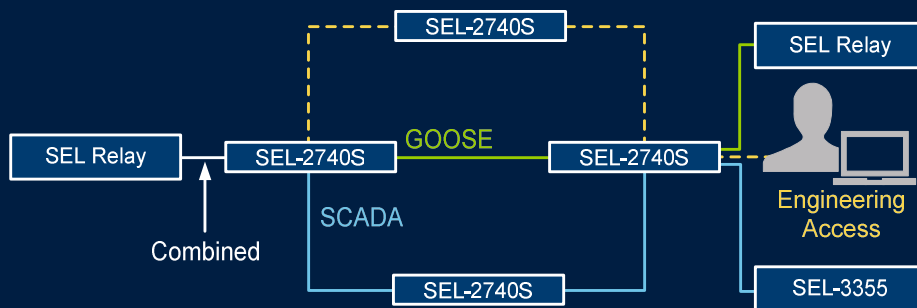 SEL-2740S
SEL Relay
SEL Relay
SEL-2740S
GOOSE
SEL-2740S
SCADA
Combined
Engineering
Access
SEL-2740S
SEL-3355